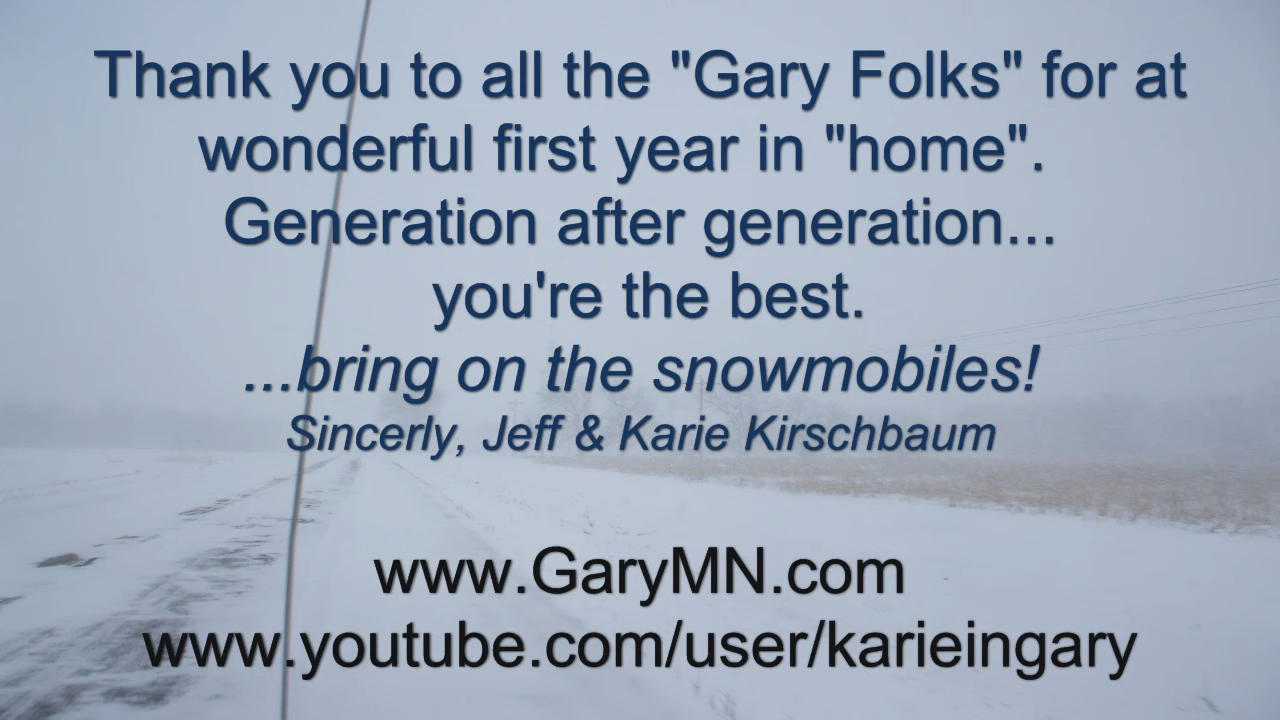 Thank you to all the "Gary Folks" for at
wonderful first year in "home".
Generation after generation...
you're the best.
...bring on the snowmobiles!
Sincerly, Jeff & Karie Kirschbaum
www.GaryMN.com
www.youtube.com/user/karieingary